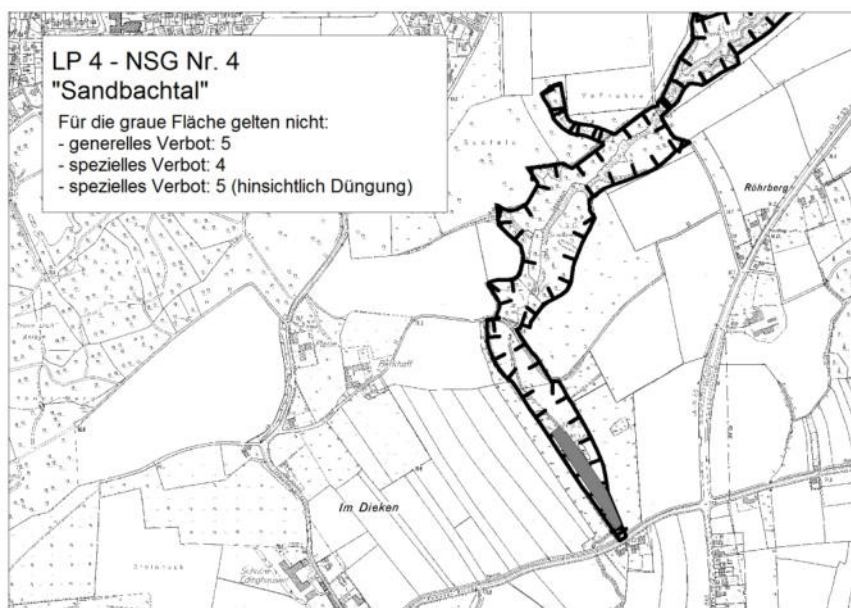 LP 4 - NSG Nr. 4
"Sandbachtal"
Für die graue Fläche gelten nicht:
- generelles Verbot: 5
- spezielles Verbot: 4
- spezielles Verbot: 5 (hinsichtlich Düngung)
Röhrberg
Im Dieken